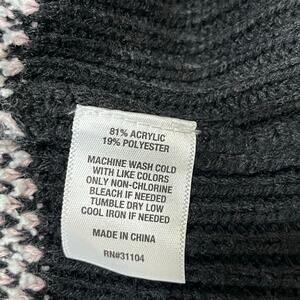 81% ACRYLIC
19% POLYESTER
MACHINE WASH COLD
WITH LIKE COLORS
ONLY NON-CHLORINE
BLEACH IF NEEDED
TUMBLE DRY LOW
COOL IRON IF NEEDED
MADE IN CHINA
RN#31104